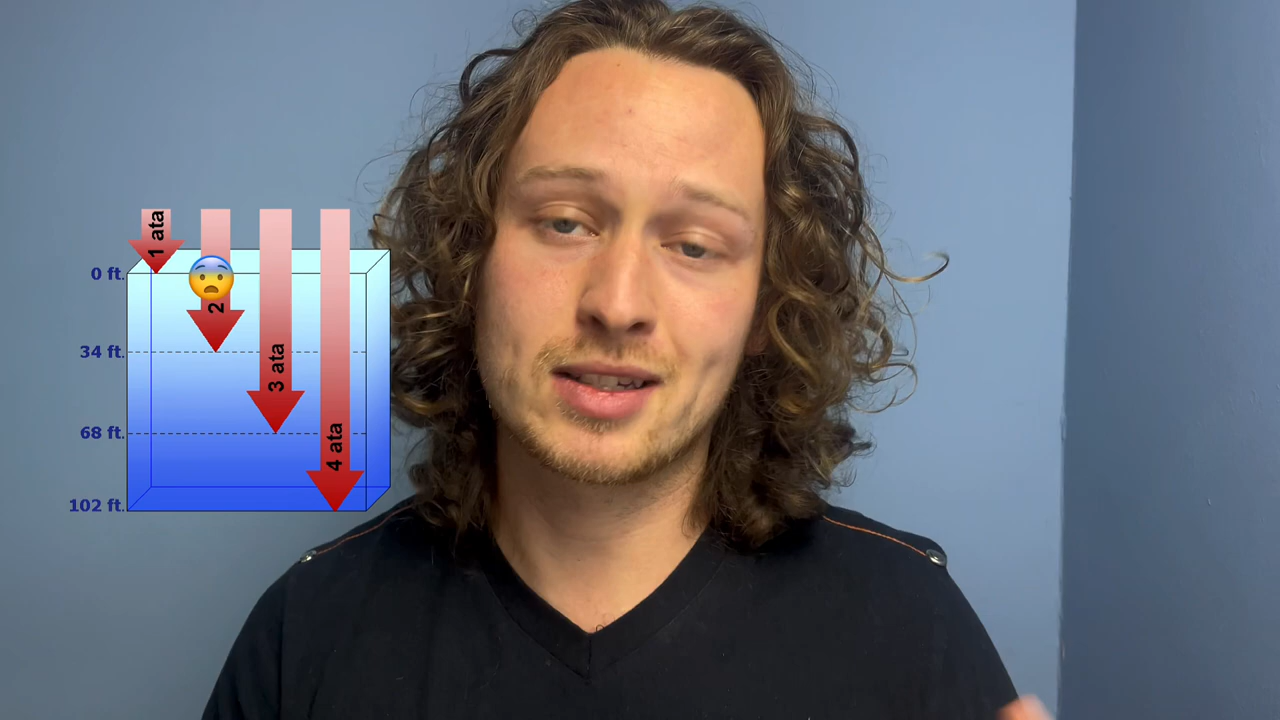 1 ata
0 ft.
2
34 ft.
3 ata
68 ft.
4 ata
102 ft.